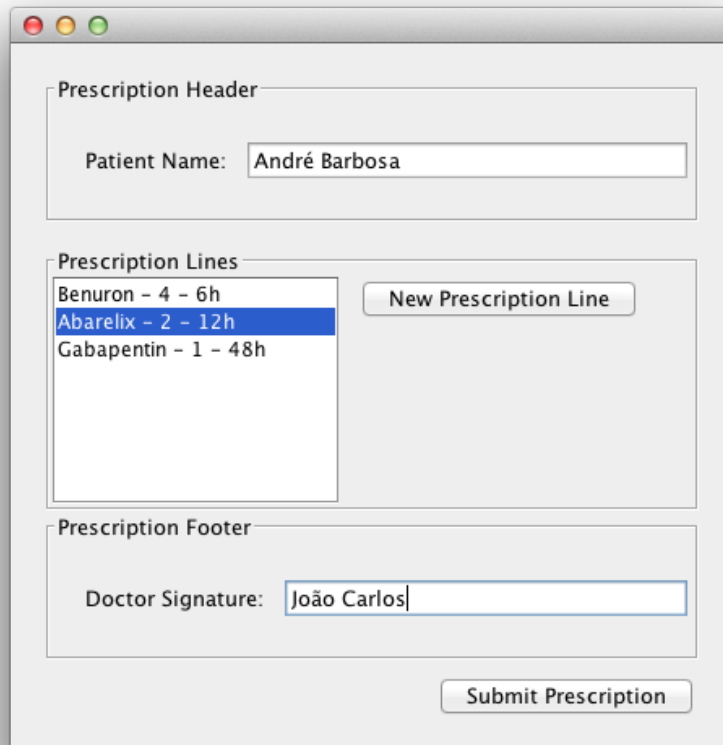 Prescription Header
Patient Name: André Barbosa
Prescription Lines
Benuron – 4 – 6h
Abarelix – 2 – 12h
Gabapentin – 1 – 48h
New Prescription Line
Prescription Footer
Doctor Signature: João Carlos
Submit Prescription